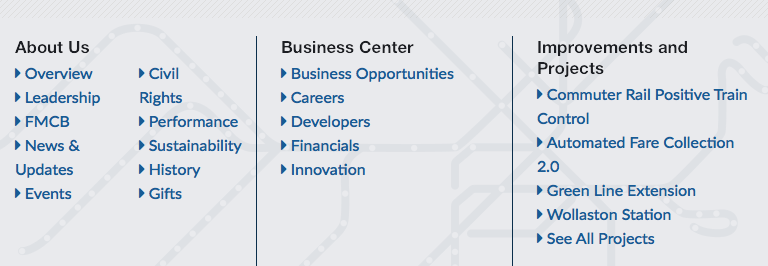 About Us
Overview
Leadership
FMCB
News &
Updates
Events
Civil
Rights
Performance
Sustainability
History
Gifts
Business Center
Business Opportunities
Careers
Developers
Financials
Innovation
Improvements and
Projects
Commuter Rail Positive Train
Control
Automated Fare Collection
2.0
Green Line Extension
Wollaston Station
See All Projects